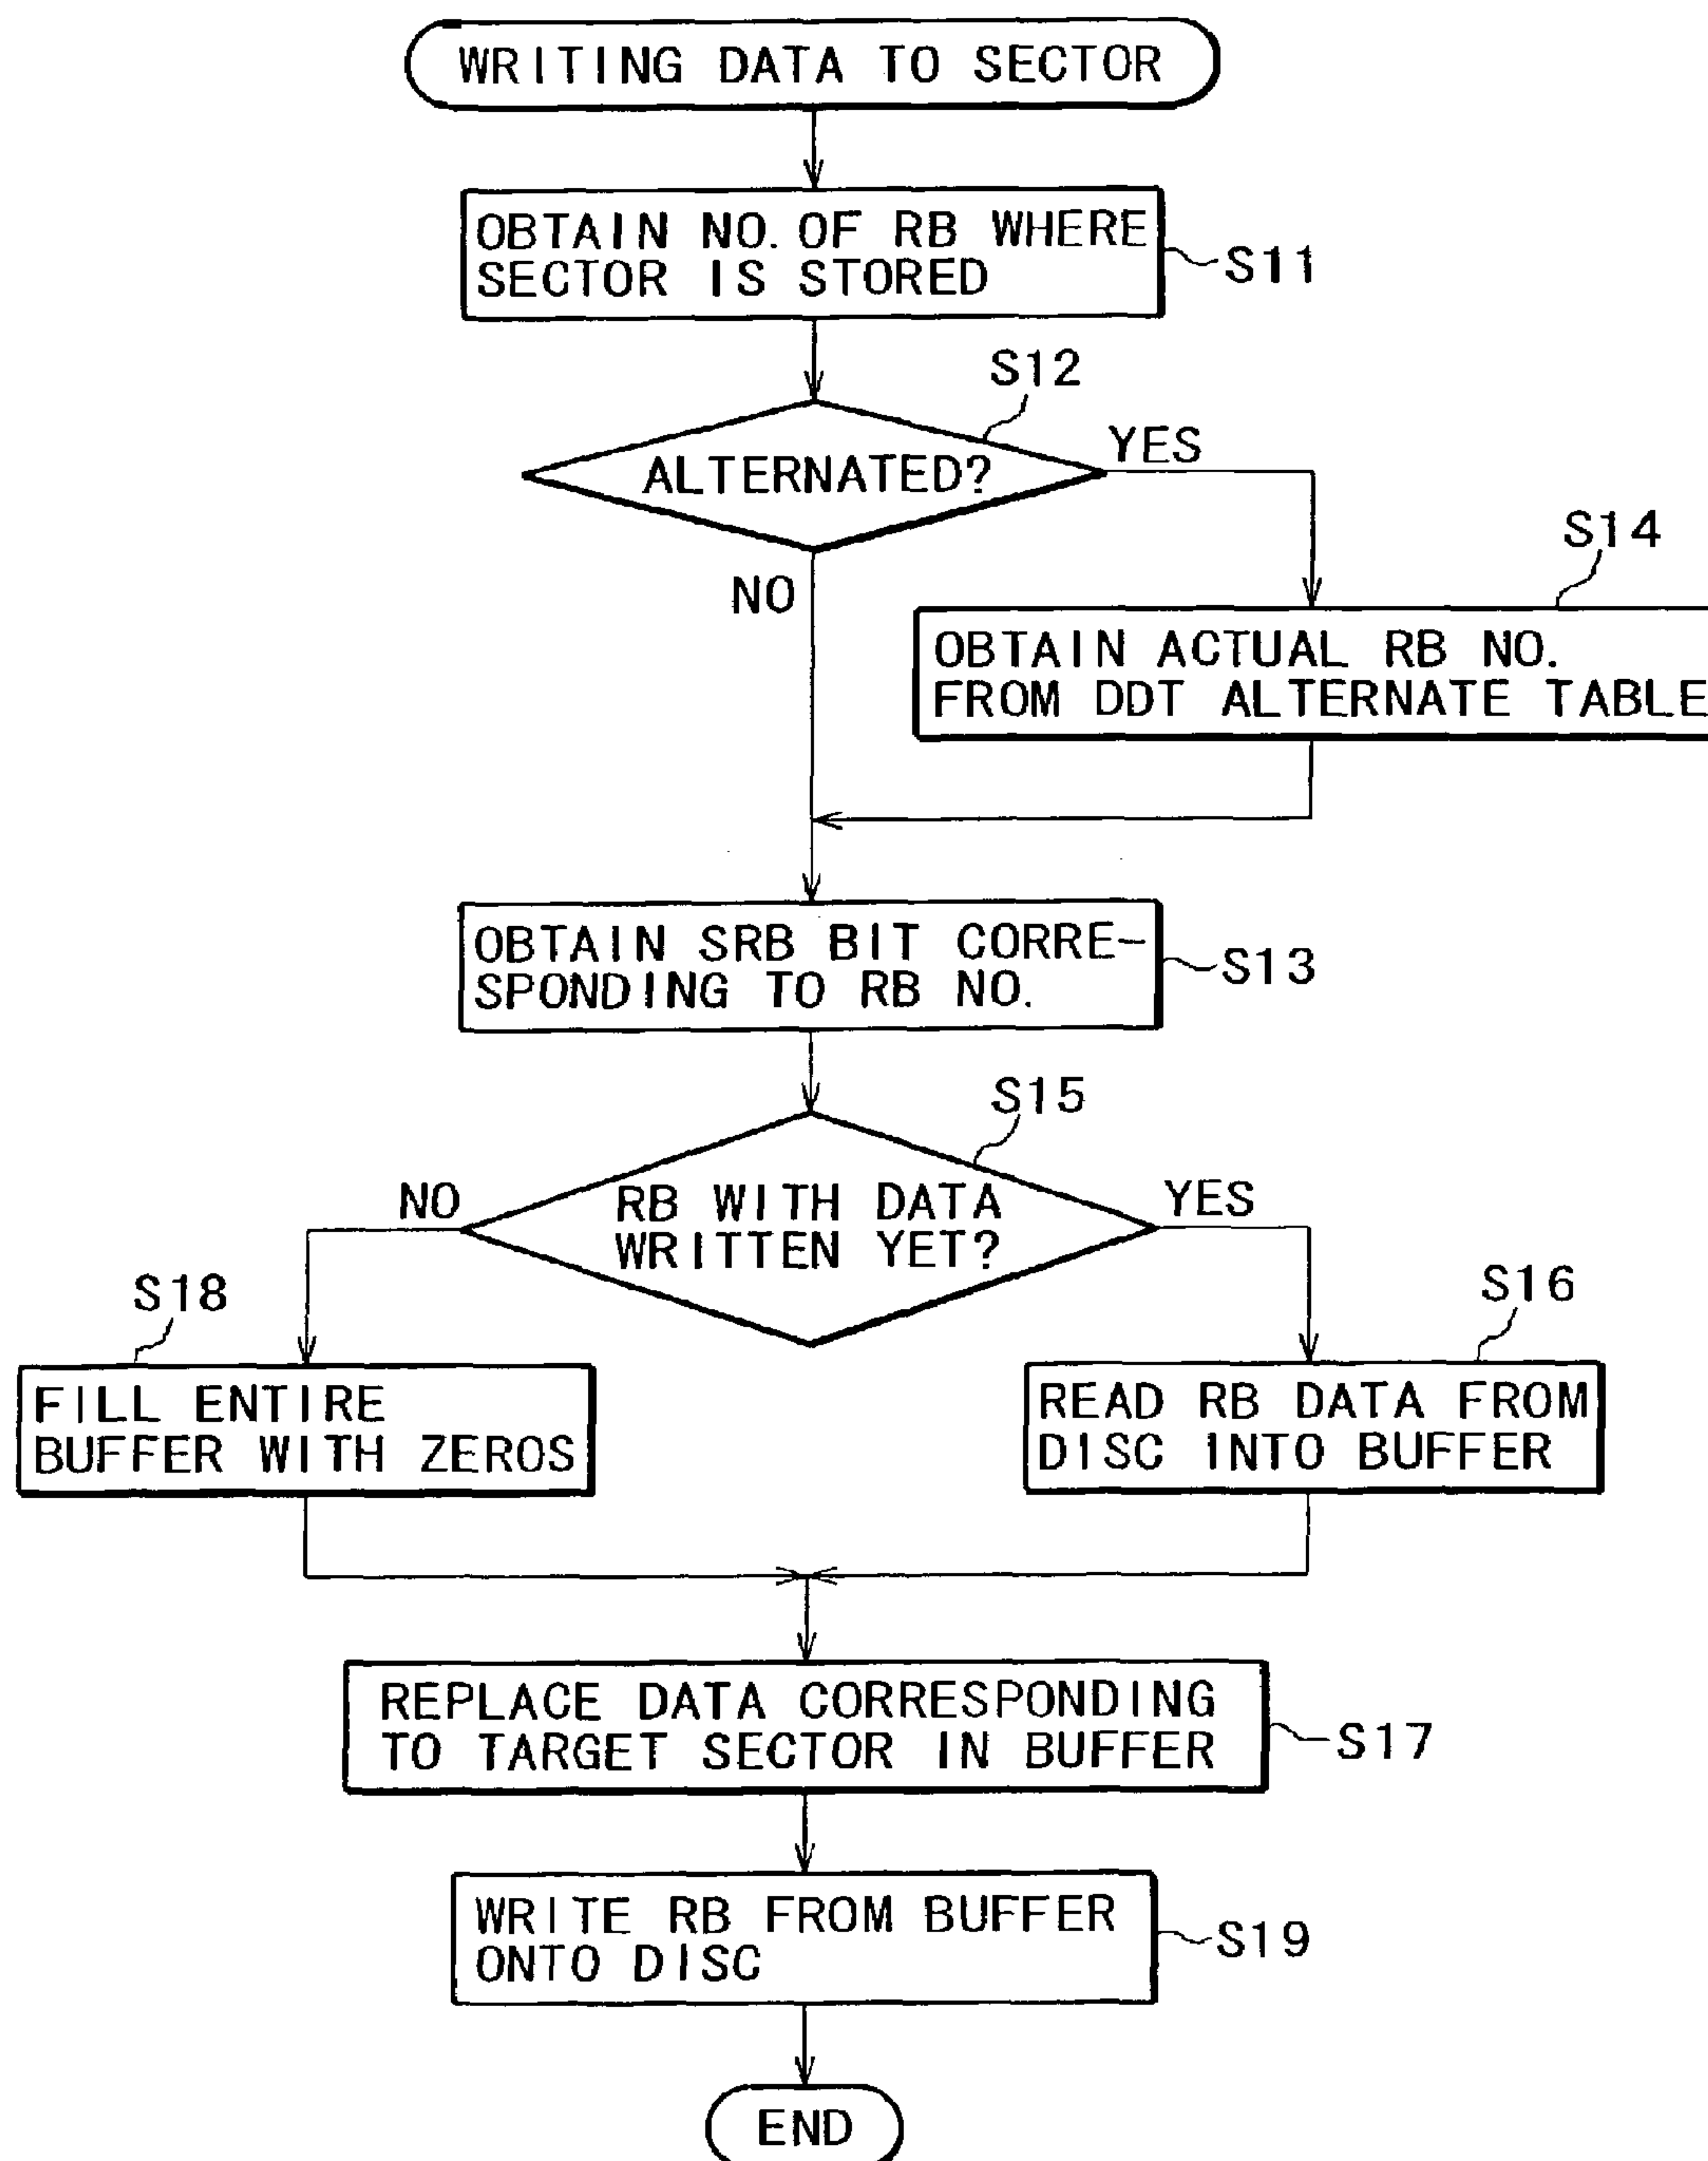 WRITING DATA TO SECTOR
OBTAIN NO. OF RB WHERE
SECTOR IS STORED
S11
S12
ALTERNATED?
YES
NO
S14
OBTAIN ACTUAL RB NO.
FROM DDT ALTERNATE TABLE
OBTAIN SRB BIT CORRE-
SPONDING TO RB NO.
S13
S15
RB WITH DATA
WRITTEN YET?
NO
YES
S18
FILL ENTIRE
BUFFER WITH ZEROS
S16
READ RB DATA FROM
DISC INTO BUFFER
REPLACE DATA CORRESPONDING
TO TARGET SECTOR IN BUFFER
S17
WRITE RB FROM BUFFER
ONTO DISC
S19
END